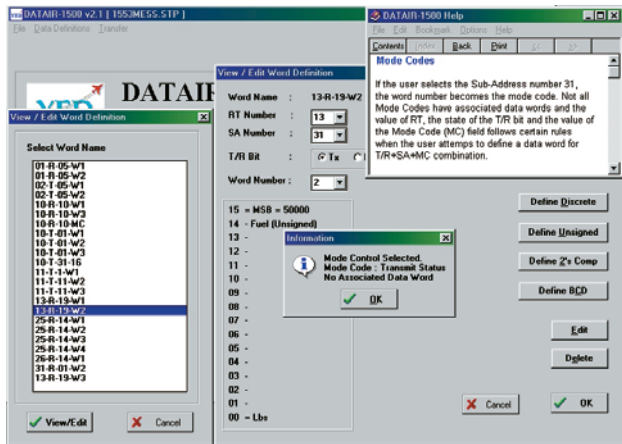 DATAIR-1500 v2.1 [ 1553MESS.STP ]
File Data Definitions Transfer
YED DATAIR
DATAIR-1500 Help
File Edit Bookmark Options Help
Contents Index Back Print << >>
Mode Codes
If the user selects the Sub-Address number 31,
the word number becomes the mode code. Not all
Mode Codes have associated data words and the
value of RT, the state of the T/R bit and the value of
the Mode Code (MC) field follows certain rules
when the user attempts to define a data word for
T/R+SA+MC combination.
View / Edit Word Definition
Select Word Name
01-R-05-W1
01-R-05-W2
02-T-05-W1
02-T-05-W2
10-R-10-W1
10-R-10-W3
10-R-10-MC
10-T-01-W1
10-T-01-W2
10-T-01-W3
10-T-31-16
11-T-1-W1
11-T-11-W2
11-T-11-W3
13-R-19-W1
13-R-19-W2
25-R-14-W1
25-R-14-W2
25-R-14-W3
25-R-14-W4
26-R-14-W1
31-R-01-W2
13-R-19-W3
View/Edit Cancel
View / Edit Word Definition
Word Name : 13-R-19-W2
RT Number : 13
SA Number : 31
T/R Bit : Tx
Word Number : 2
15 = MSB = 50000
14 - Fuel (Unsigned)
13 -
12 -
11 -
10 -
09 -
08 -
07 -
06 -
05 -
04 -
03 -
02 -
01 -
00 = Lbs
Information
Mode Control Selected.
Mode Code : Transmit Status
No Associated Data Word
OK
Define Discrete
Define Unsigned
Define 2's Comp
Define BCD
Edit
Delete
Cancel OK